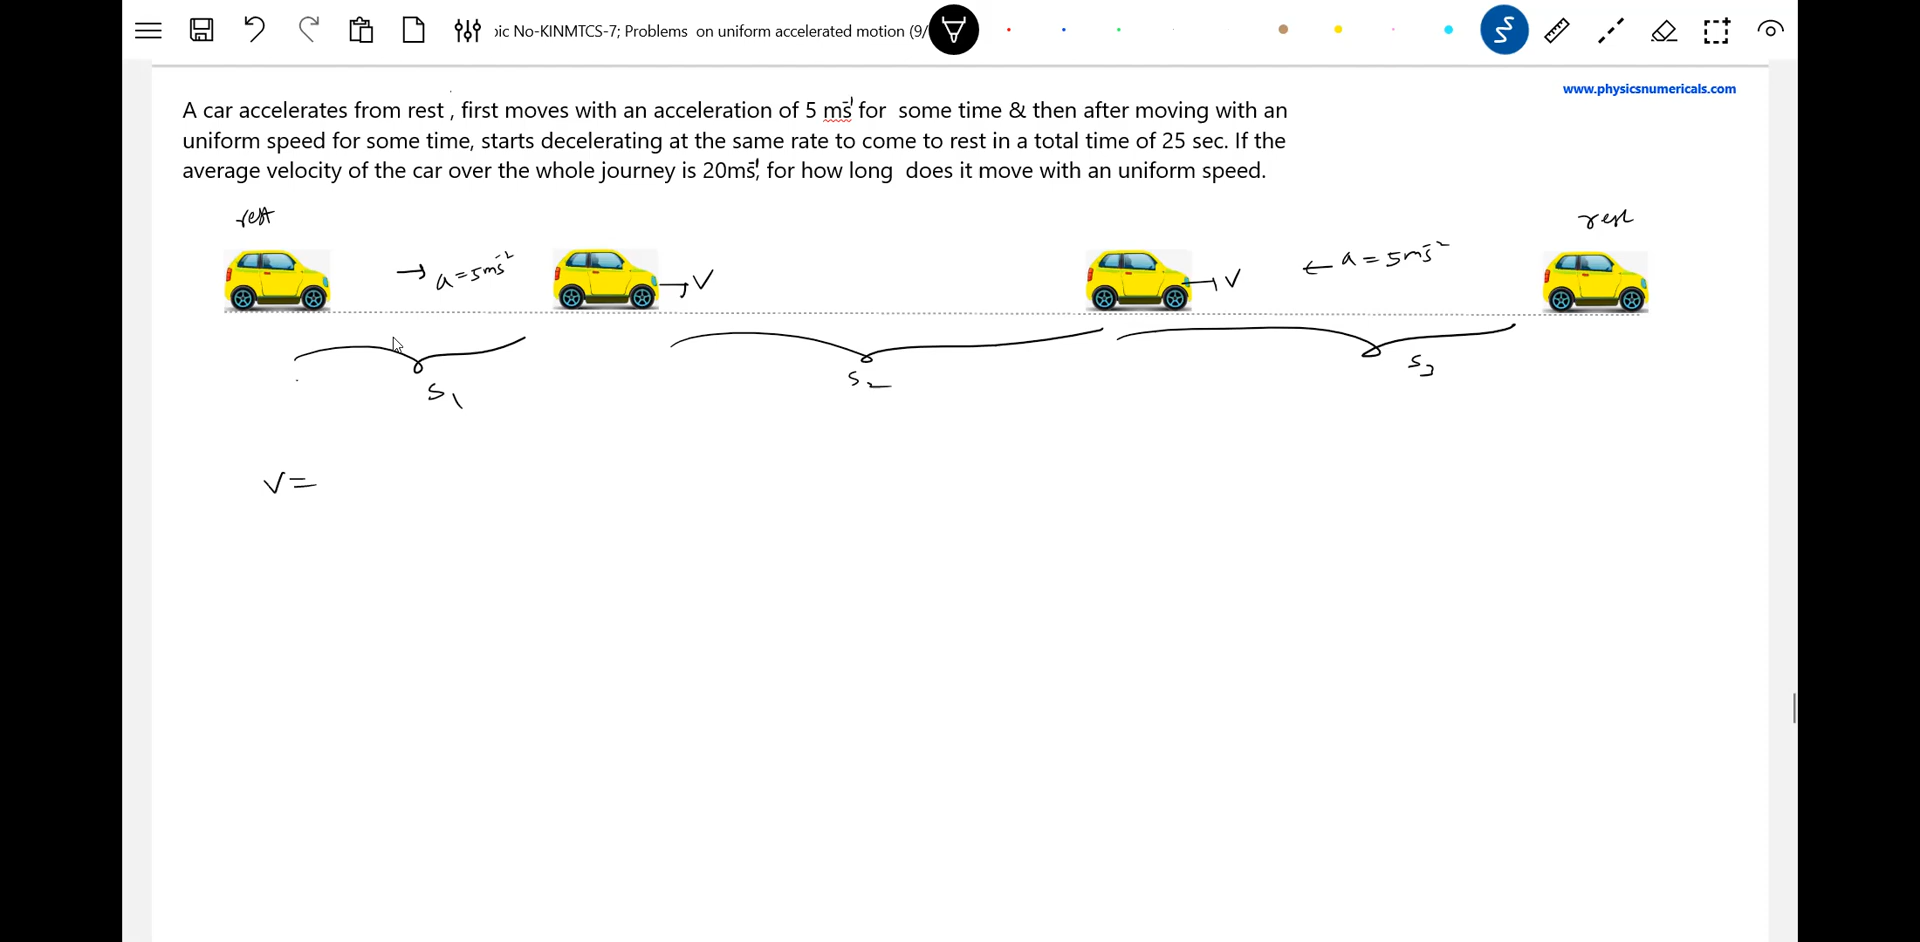 ɔic No-KINMTCS-7; Problems on uniform accelerated motion (9/
www.physicsnumericals.com
A car accelerates from rest , first moves with an acceleration of 5 ms⁻¹ for some time & then after moving with an
uniform speed for some time, starts decelerating at the same rate to come to rest in a total time of 25 sec. If the
average velocity of the car over the whole journey is 20ms⁻¹, for how long does it move with an uniform speed.
rest
rest
→ a = 5ms⁻²
→ V
→ V
← a = 5ms⁻²
S₁
S₂
S₃
V =